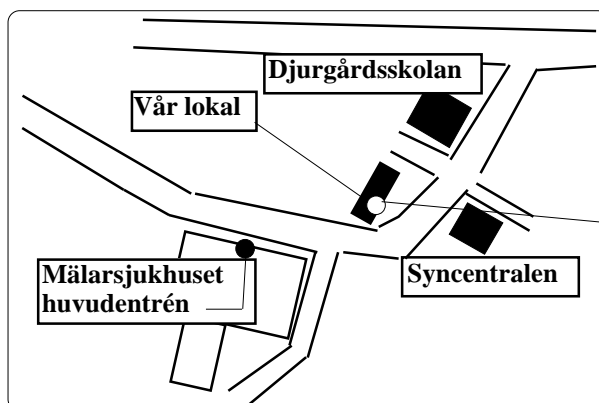 Djurgårdsskolan
Vår lokal
Mälarsjukhuset
huvudentrén
Syncentralen